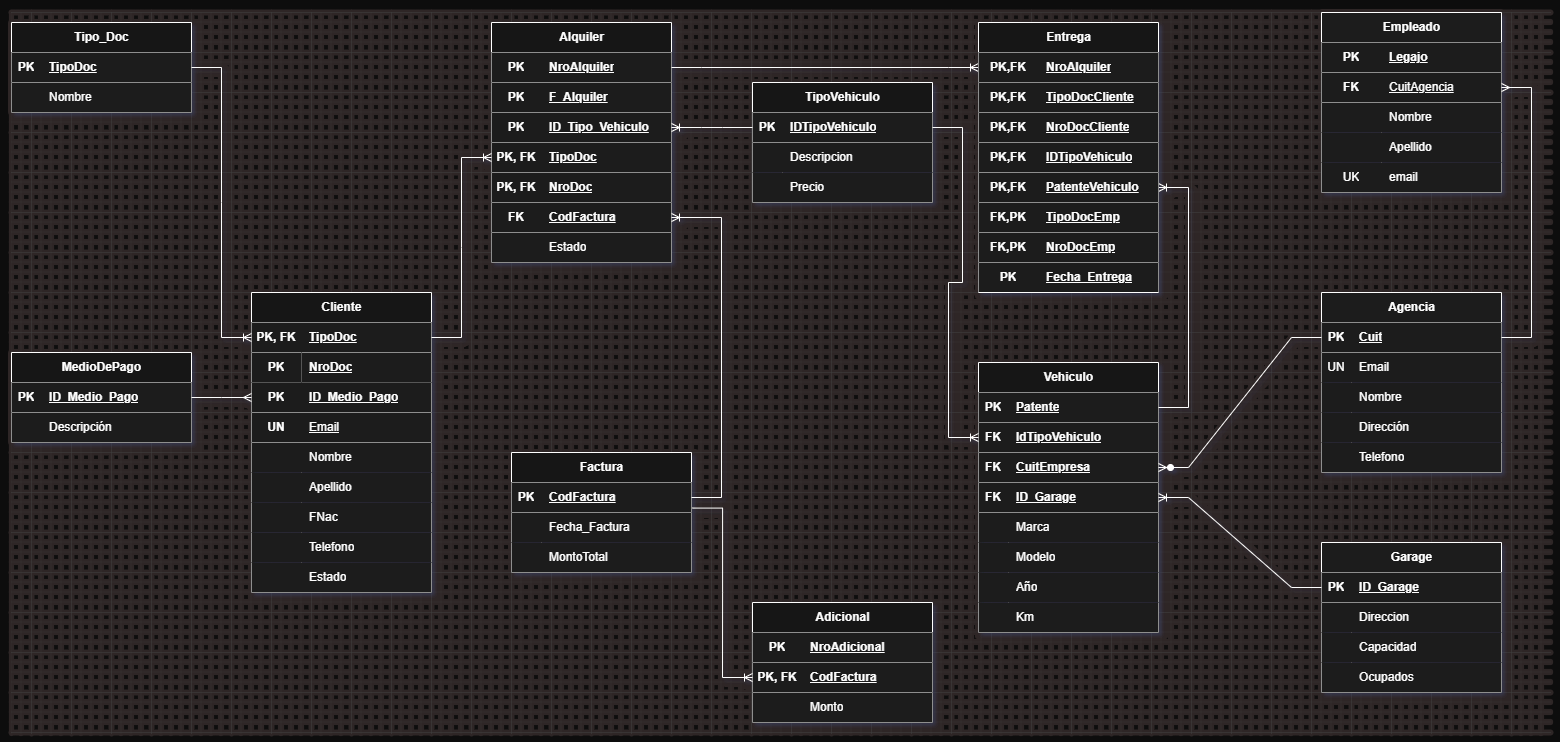 Tipo_Doc
PK TipoDoc
Nombre
MedioDePago
PK ID_Medio_Pago
Descripción
Cliente
PK, FK TipoDoc
PK NroDoc
PK ID_Medio_Pago
UN Email
Nombre
Apellido
FNac
Telefono
Estado
Alquiler
PK NroAlquiler
PK F_Alquiler
PK ID_Tipo_Vehiculo
PK, FK TipoDoc
PK, FK NroDoc
FK CodFactura
Estado
Factura
PK CodFactura
Fecha_Factura
MontoTotal
TipoVehiculo
PK IDTipoVehiculo
Descripcion
Precio
Adicional
PK NroAdicional
PK, FK CodFactura
Monto
Entrega
PK,FK NroAlquiler
PK,FK TipoDocCliente
PK,FK NroDocCliente
PK,FK IDTipoVehiculo
PK,FK PatenteVehiculo
FK,PK TipoDocEmp
FK,PK NroDocEmp
PK Fecha_Entrega
Vehiculo
PK Patente
FK IdTipoVehiculo
FK CuitEmpresa
FK ID_Garage
Marca
Modelo
Año
Km
Empleado
PK Legajo
FK CuitAgencia
Nombre
Apellido
UK email
Agencia
PK Cuit
UN Email
Nombre
Dirección
Telefono
Garage
PK ID_Garage
Direccion
Capacidad
Ocupados